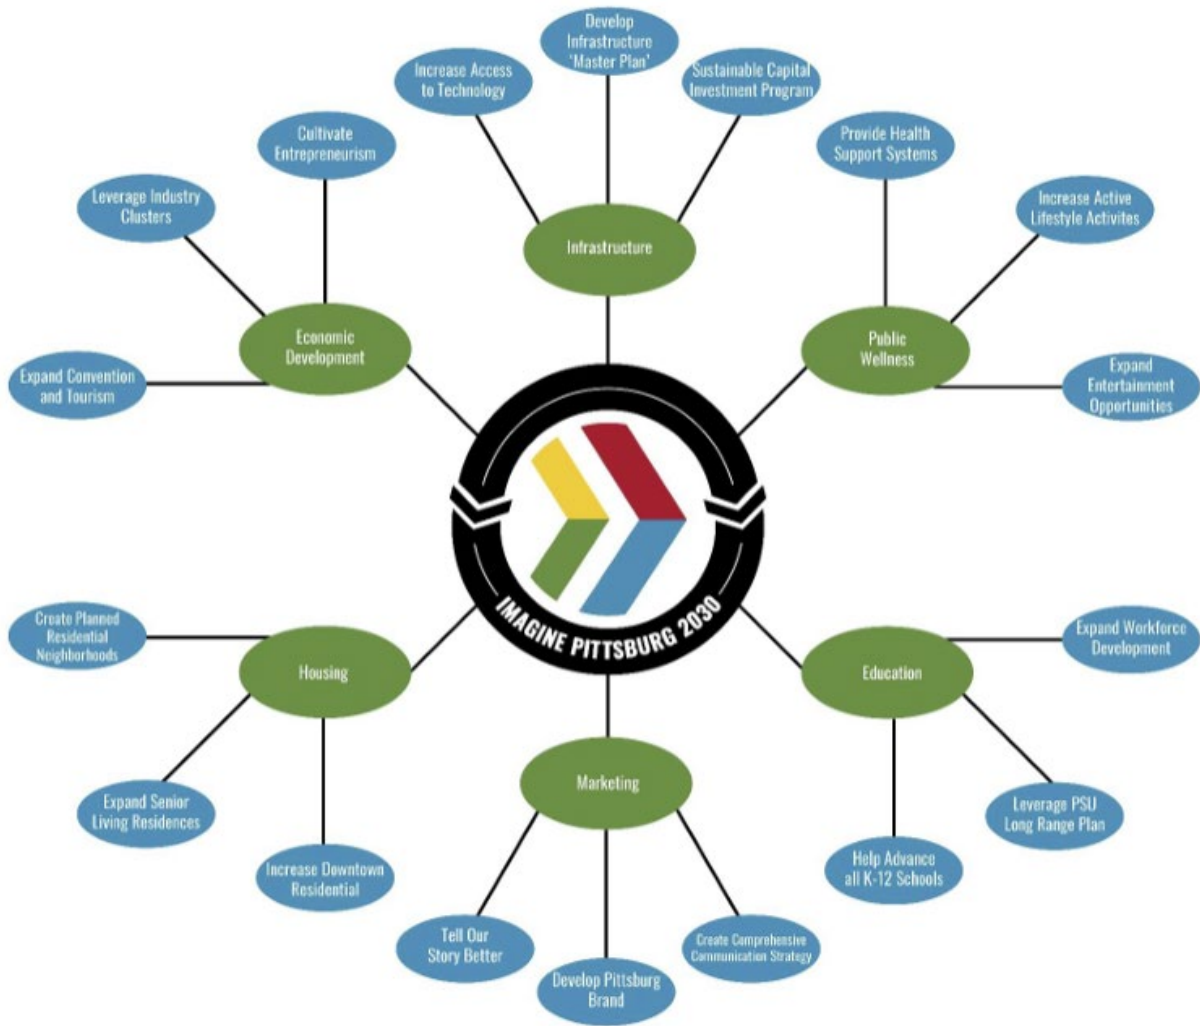 Develop
Infrastructure
'Master Plan'
Increase Access
to Technology
Sustainable Capital
Investment Program
Infrastructure
Cultivate
Entrepreneurism
Leverage Industry
Clusters
Expand Convention
and Tourism
Economic
Development
Provide Health
Support Systems
Increase Active
Lifestyle Activites
Expand
Entertainment
Opportunities
Public
Wellness
IMAGINE PITTSBURG 2030
Create Planned
Residential
Neighborhoods
Expand Senior
Living Residences
Increase Downtown
Residential
Housing
Marketing
Tell Our
Story Better
Develop Pittsburg
Brand
Create Comprehensive
Communication Strategy
Education
Expand Workforce
Development
Leverage PSU
Long Range Plan
Help Advance
all K-12 Schools